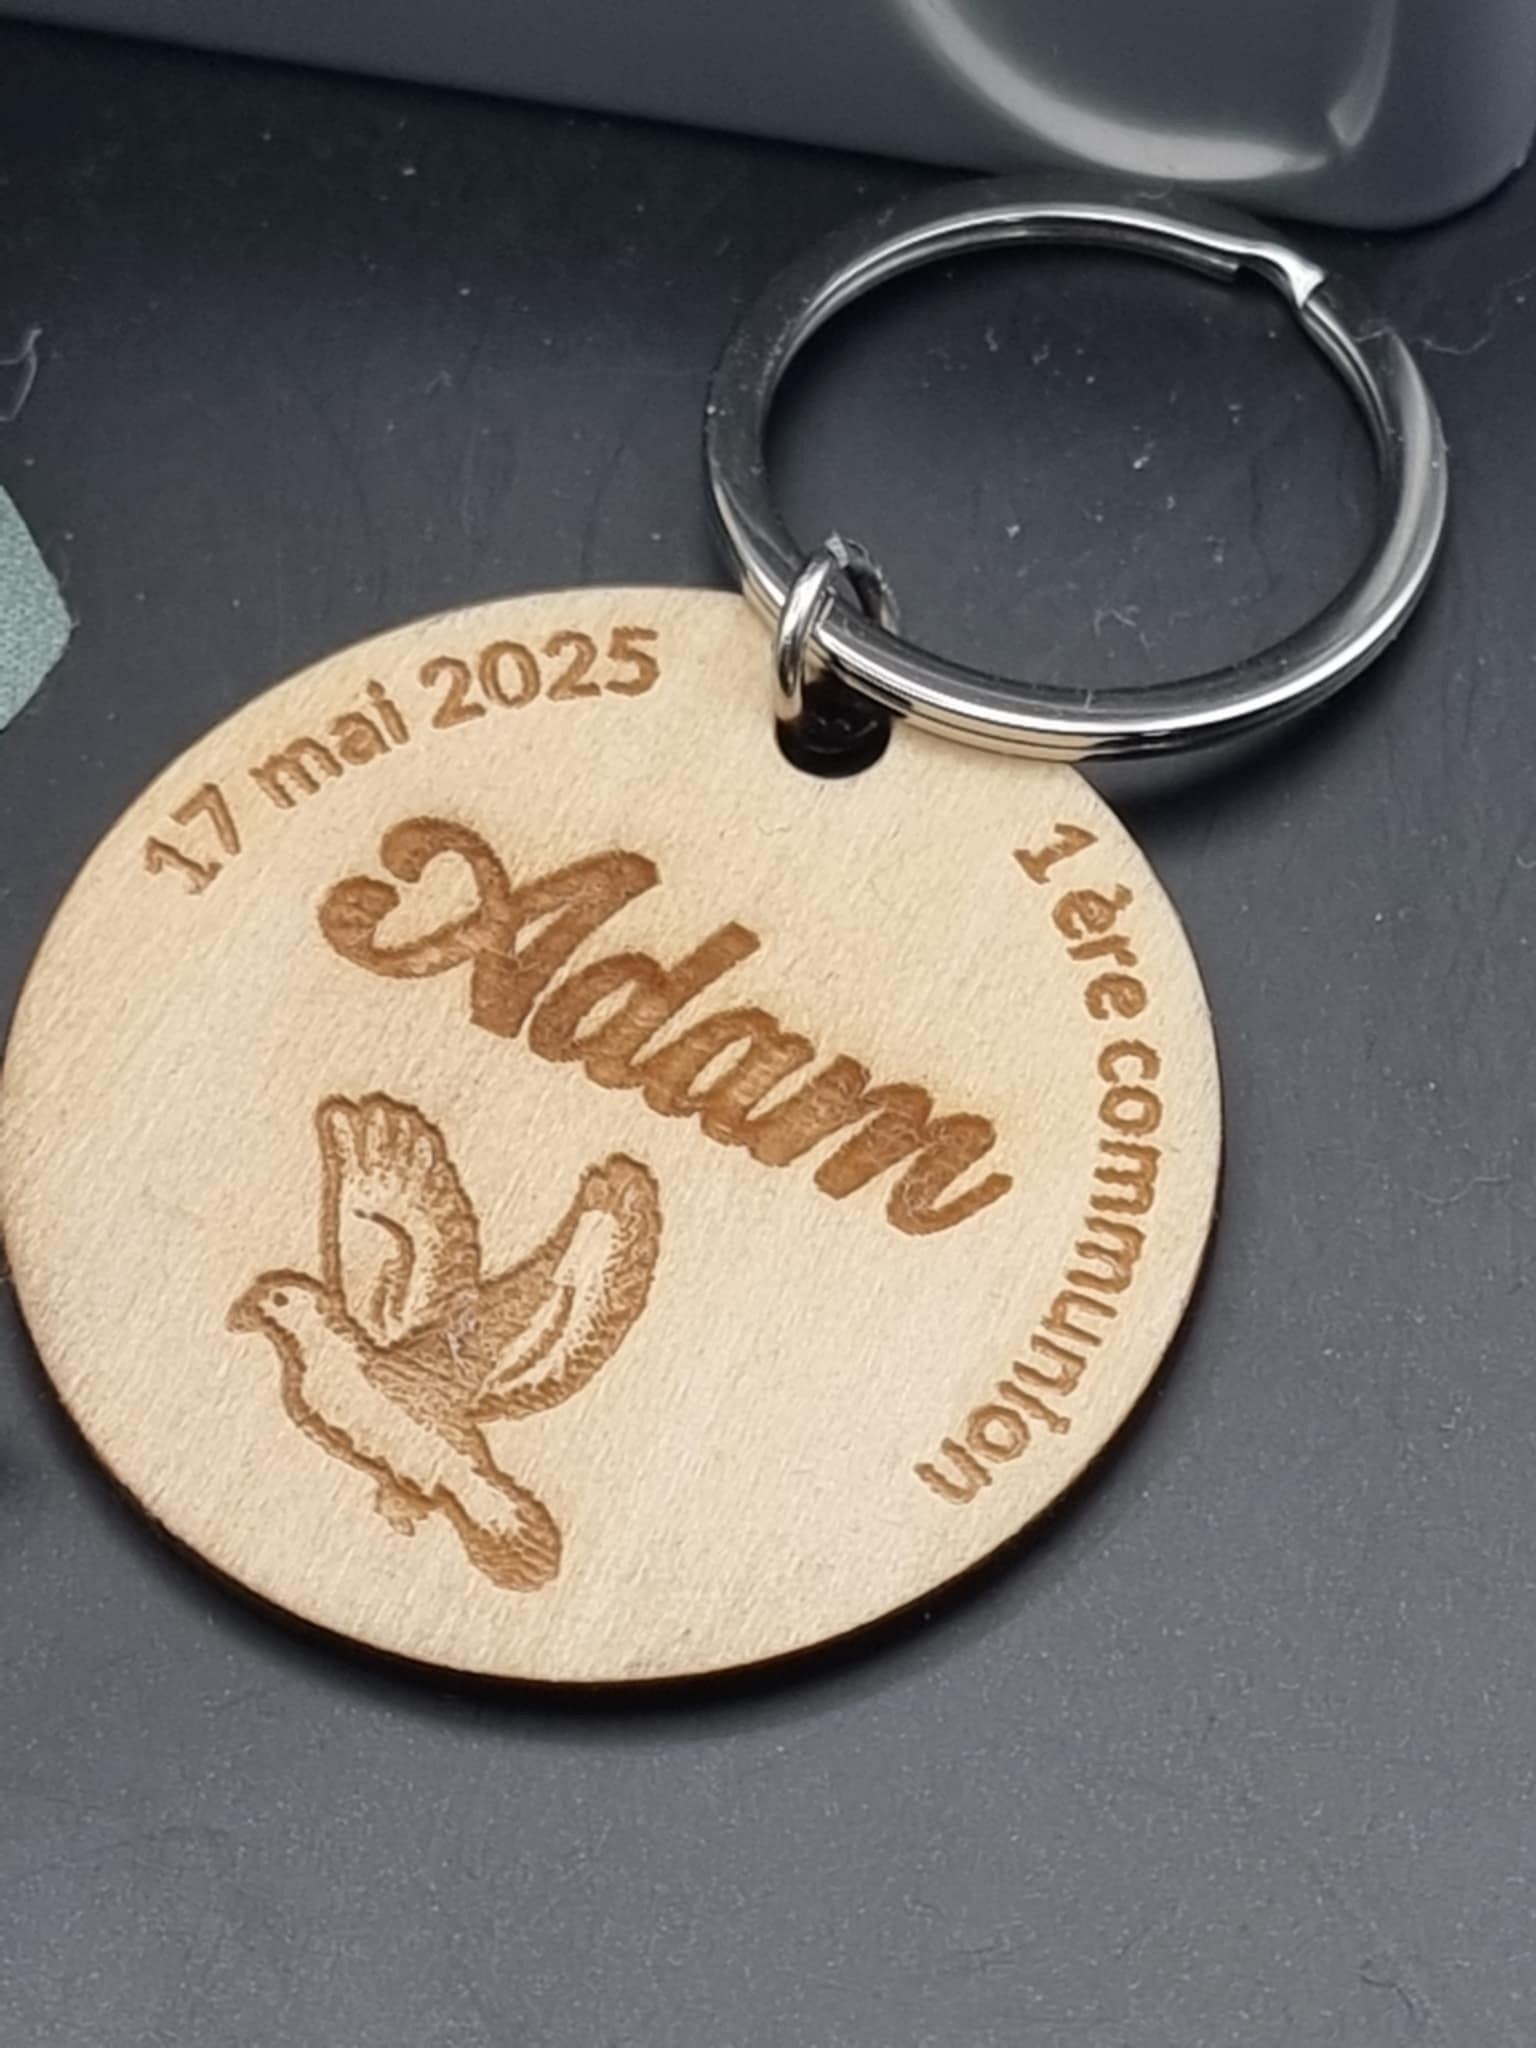 17 mai 2025
Adam
1 ère communion